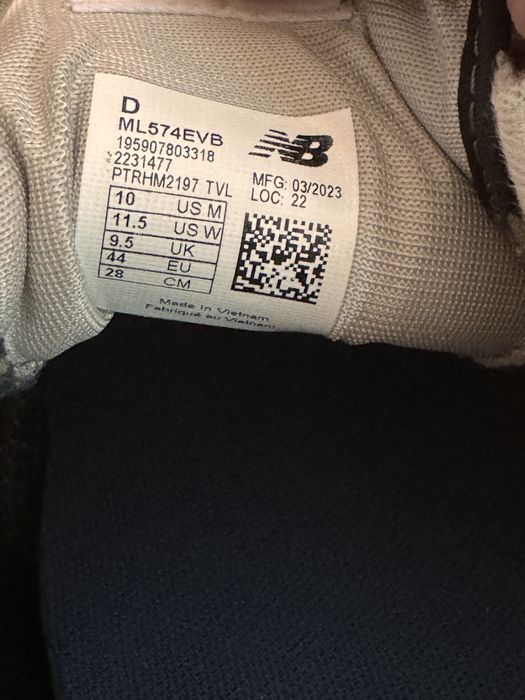 D
ML574EVB
195907803318
2231477
PTRHM2197 TVL
NB
MFG: 03/2023
LOC: 22
10 US M
11.5 US W
9.5 UK
44 EU
28 CM
Made in Vietnam
Fabriqué au Vietnam